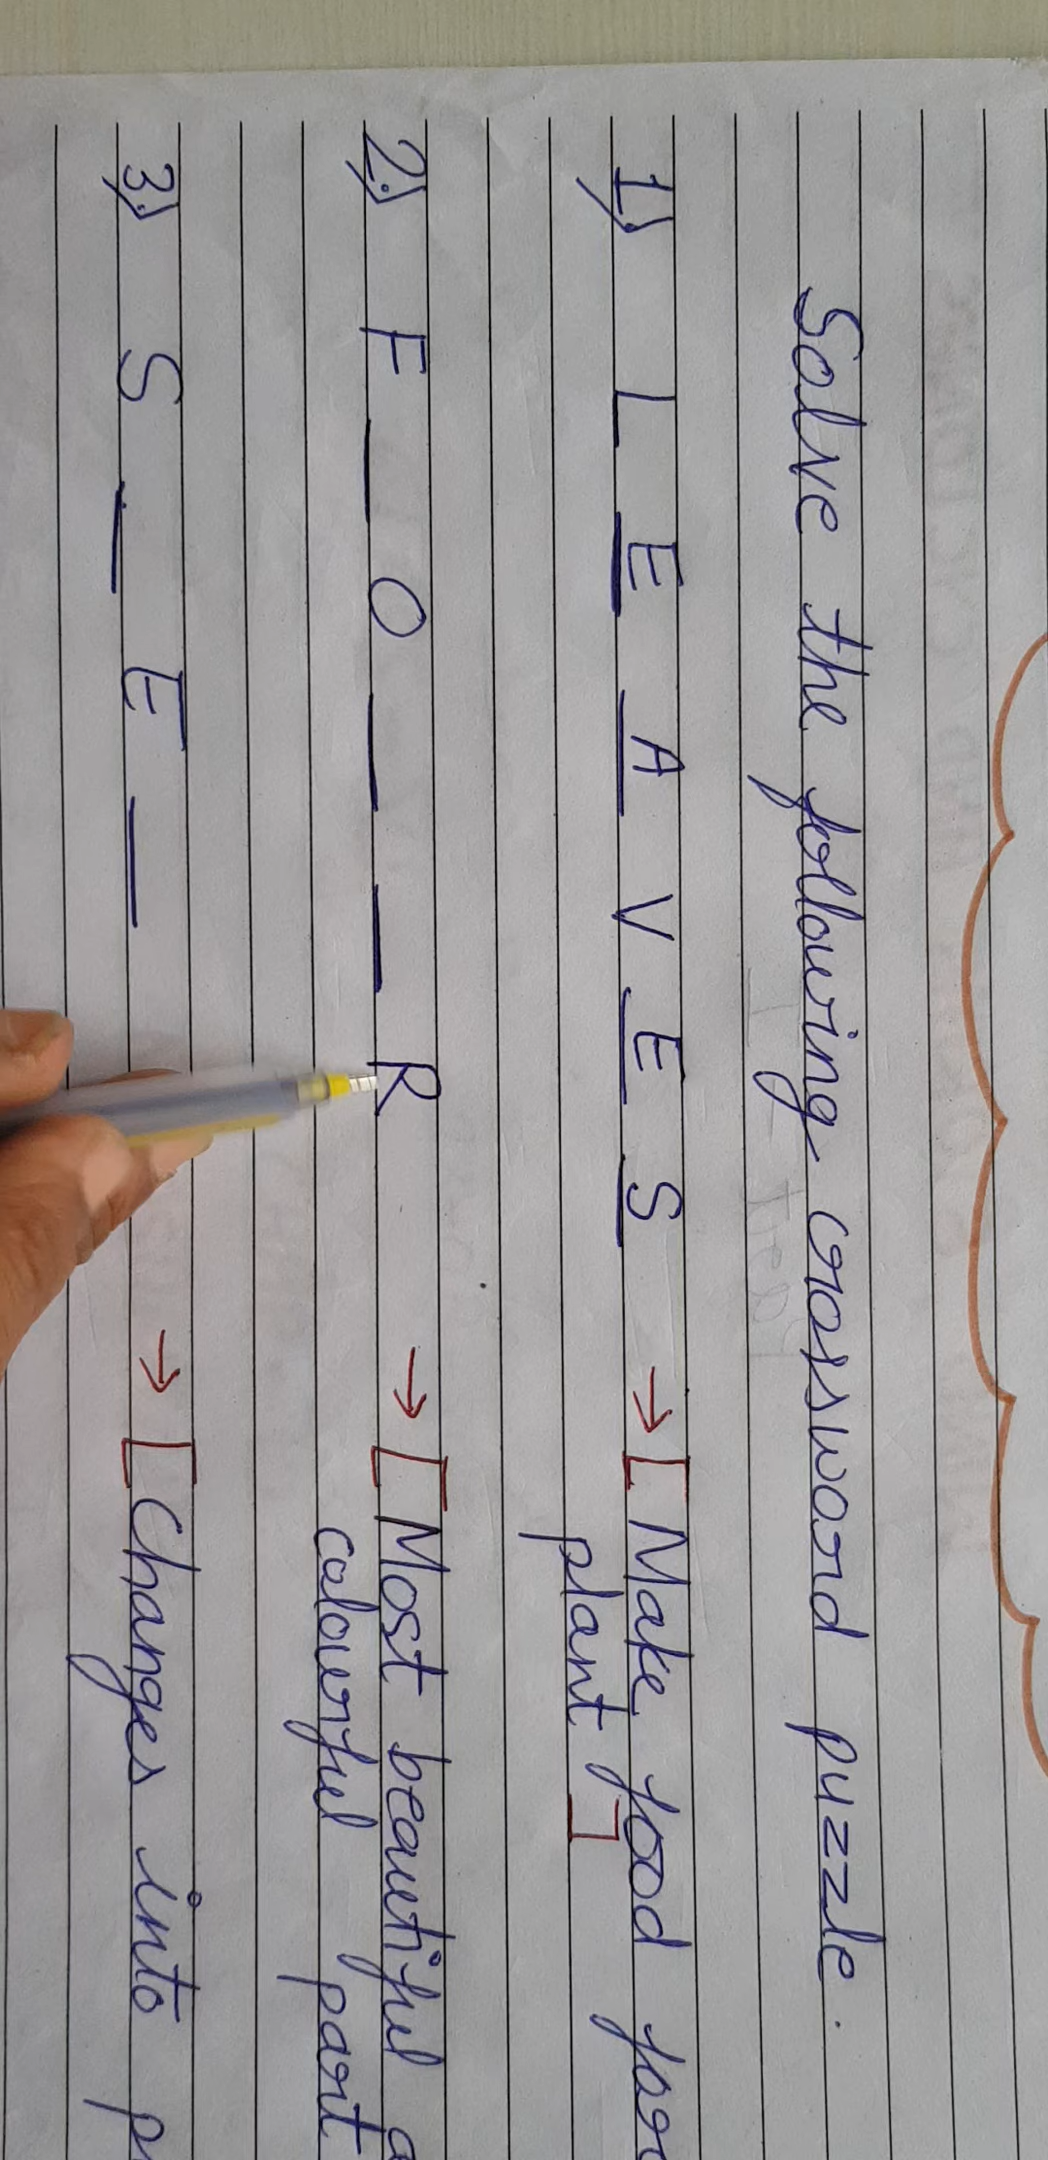 Solve the following crossword puzzle.
1) L E A V E S → [Make food for
plant]
2.) F _ O _ _ R → [Most beautiful
colourful part
3.) S _ E _ → [Changes into